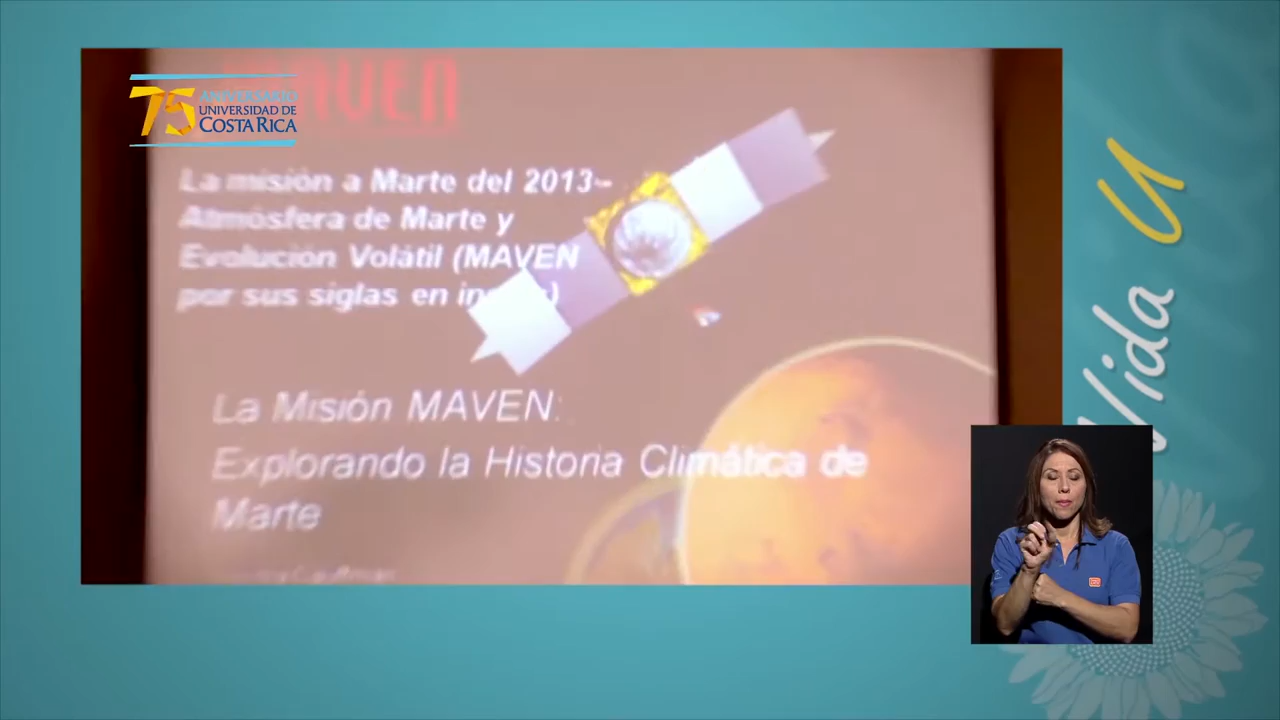 MAVEN
75 ANIVERSARIO
UNIVERSIDAD DE
COSTA RICA
La misión a Marte del 2013–
Atmósfera de Marte y
Evolución Volátil (MAVEN
por sus siglas en
La Misión MAVEN:
Explorando la Historia Climática de
Marte
Vida U